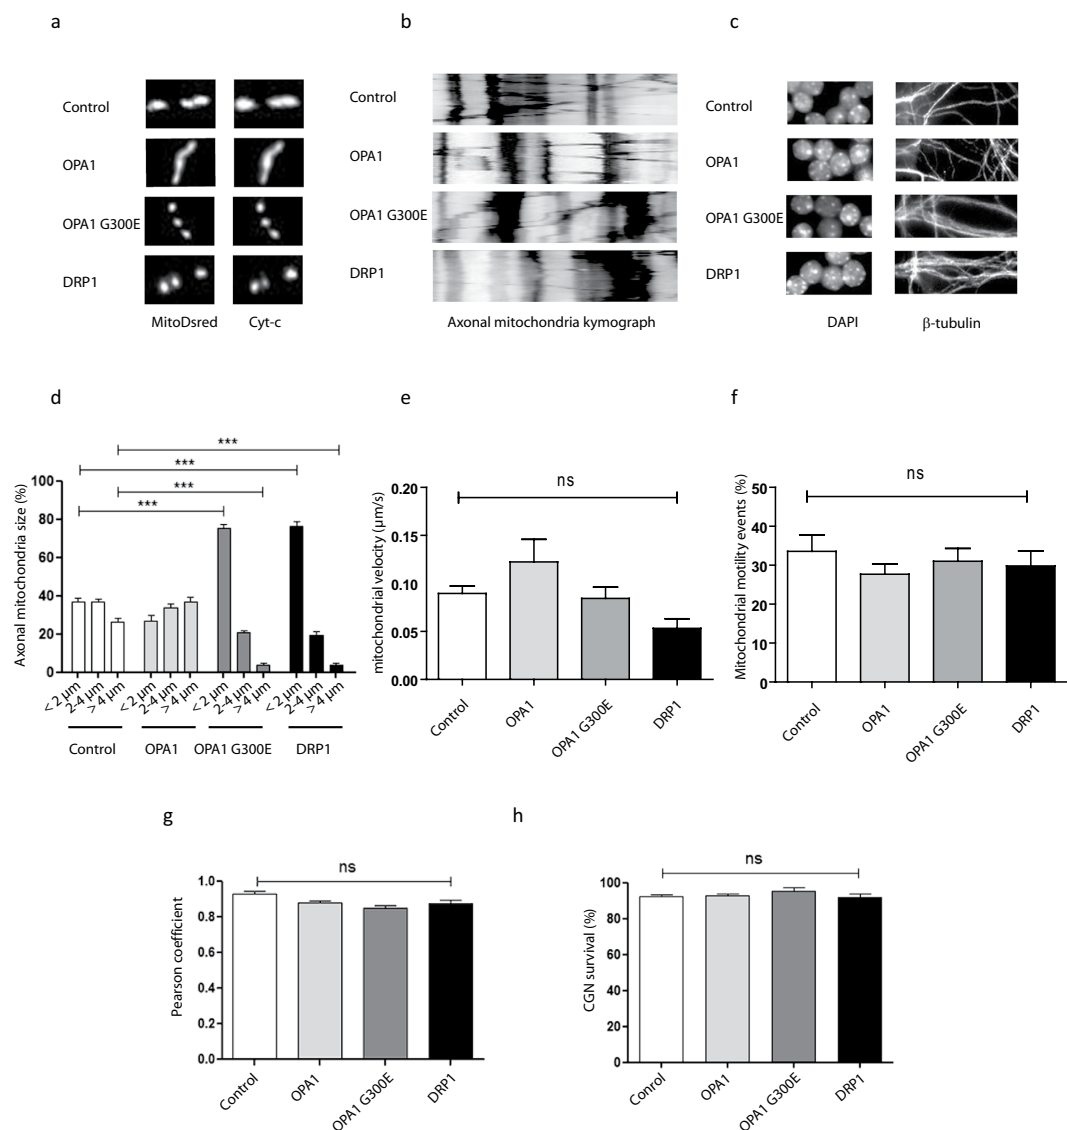 a
b
c
Control
OPA1
OPA1 G300E
DRP1
MitoDsred
Cyt-c
Control
OPA1
OPA1 G300E
DRP1
Axonal mitochondria kymograph
Control
OPA1
OPA1 G300E
DRP1
DAPI
β-tubulin
d
Axonal mitochondria size (%)
100
80
60
40
20
0
***
***
***
***
< 2 µm
2-4 µm
> 4 µm
< 2 µm
2-4 µm
> 4 µm
< 2 µm
2-4 µm
> 4 µm
< 2 µm
2-4 µm
> 4 µm
Control
OPA1
OPA1 G300E
DRP1
e
mitochondrial velocity (µm/s)
0.20
0.15
0.10
0.05
0.00
ns
Control
OPA1
OPA1 G300E
DRP1
f
Mitochondrial motility events (%)
50
40
30
20
10
0
ns
Control
OPA1
OPA1 G300E
DRP1
g
Pearson coefficient
1.0
0.8
0.6
0.4
0.2
0.0
ns
Control
OPA1
OPA1 G300E
DRP1
h
CGN survival (%)
100
80
60
40
20
0
ns
Conrol
OPA1
OPA1 G300E
DRP1